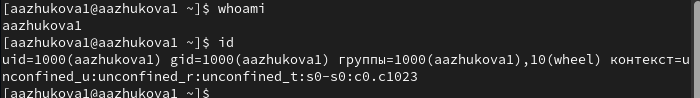 [aazhukova1@aazhukova1 ~]$ whoami
aazhukova1
[aazhukova1@aazhukova1 ~]$ id
uid=1000(aazhukova1) gid=1000(aazhukova1) группы=1000(aazhukova1),10(wheel) контекст=u
nconfined_u:unconfined_r:unconfined_t:s0-s0:c0.c1023
[aazhukova1@aazhukova1 ~]$